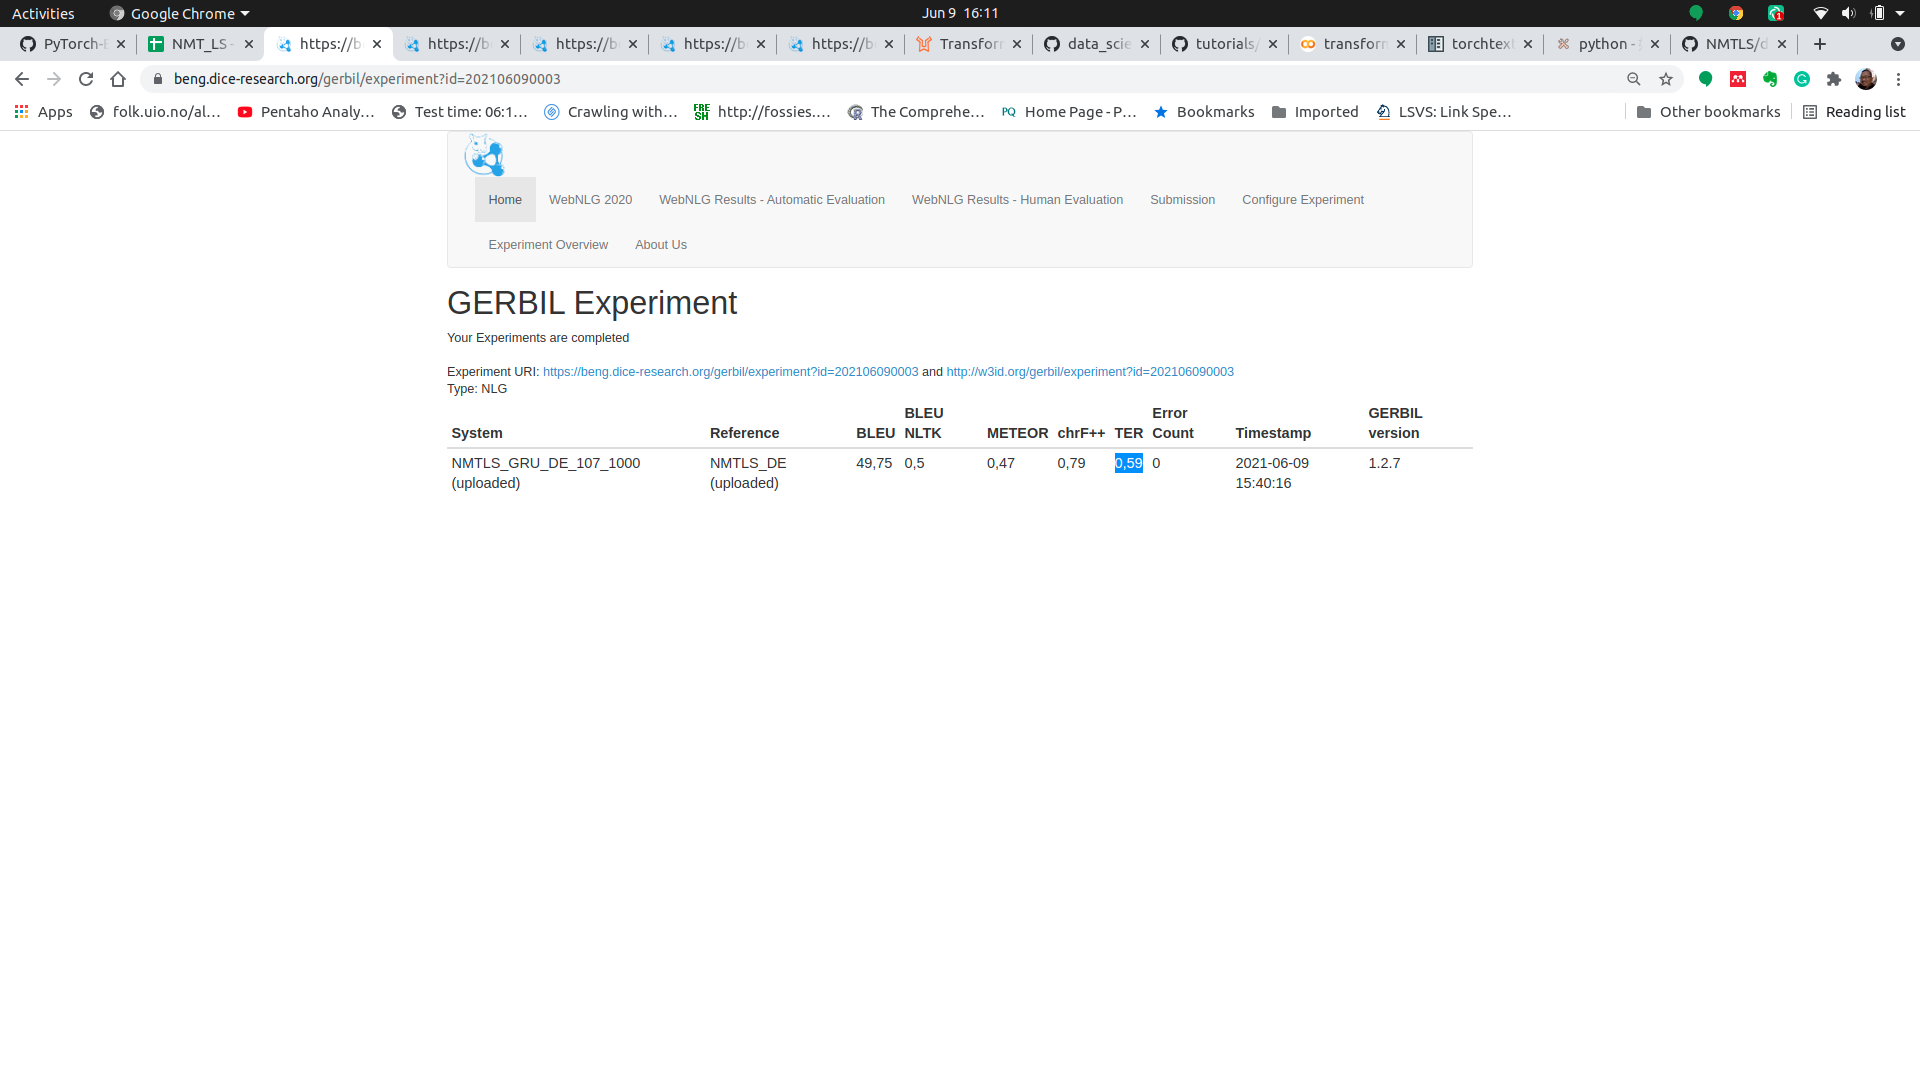 Activities Google Chrome Jun 9 16:11
PyTorch-E NMT_LS - https://b https://b https://b https://b https://b Transfor data_scie tutorials/ transform torchtext python - NMTLS/d
beng.dice-research.org/gerbil/experiment?id=202106090003
Apps folk.uio.no/al… Pentaho Analy… Test time: 06:1… Crawling with… http://fossies.… The Comprehe… Home Page - P… Bookmarks Imported LSVS: Link Spe… Other bookmarks Reading list
Home WebNLG 2020 WebNLG Results - Automatic Evaluation WebNLG Results - Human Evaluation Submission Configure Experiment
Experiment Overview About Us
GERBIL Experiment
Your Experiments are completed
Experiment URI: https://beng.dice-research.org/gerbil/experiment?id=202106090003 and http://w3id.org/gerbil/experiment?id=202106090003
Type: NLG
System Reference BLEU BLEU NLTK METEOR chrF++ TER Error Count Timestamp GERBIL version
NMTLS_GRU_DE_107_1000 NMTLS_DE 49,75 0,5 0,47 0,79 0,59 0 2021-06-09 1.2.7
(uploaded) (uploaded) 15:40:16